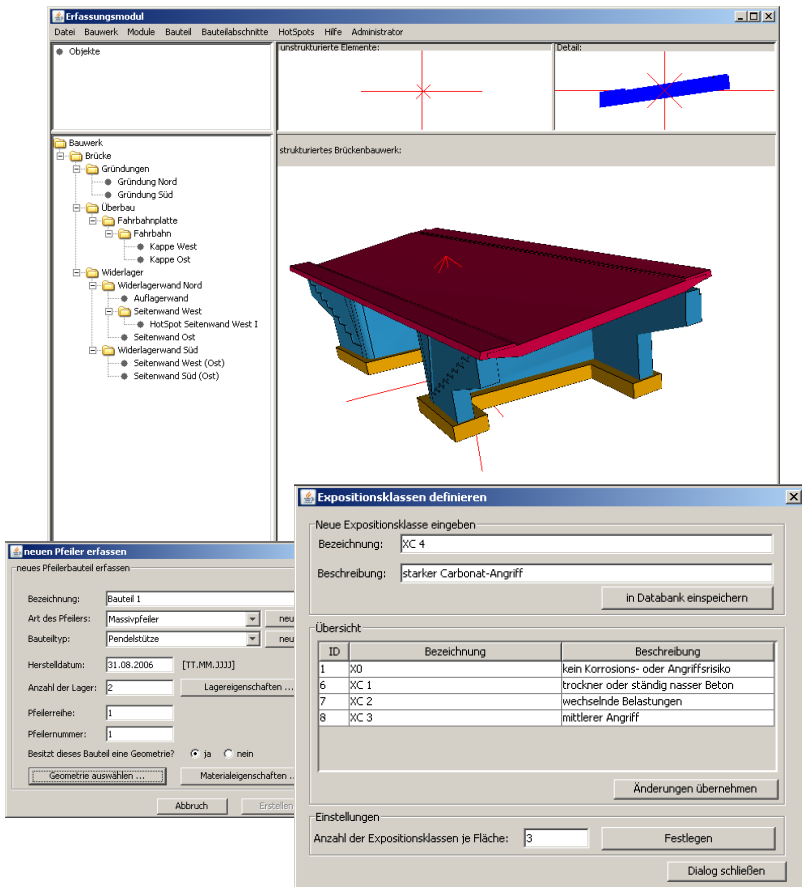 Erfassungsmodul
Datei Bauwerk Module Bauteil Bauteilabschnitte HotSpots Hilfe Administrator
Objekte
unstrukturierte Elemente:
Detail:
Bauwerk
Brücke
Gründungen
Gründung Nord
Gründung Süd
Überbau
Fahrbahnplatte
Fahrbahn
Kappe West
Kappe Ost
Widerlager
Widerlagerwand Nord
Auflagerwand
Seitenwand West
HotSpot Seitenwand West I
Seitenwand Ost
Widerlagerwand Süd
Seitenwand West (Ost)
Seitenwand Süd (Ost)
strukturiertes Brückenbauwerk:
neuen Pfeiler erfassen
neues Pfeilerbauteil erfassen
Bezeichnung: Bauteil 1
Art des Pfeilers: Massivpfeiler neu
Bauteiltyp: Pendelstütze neu
Herstelldatum: 31.08.2006 [TT.MM.JJJJ]
Anzahl der Lager: 2 Lagereigenschaften ...
Pfeilerreihe: 1
Pfeilernummer: 1
Besitzt dieses Bauteil eine Geometrie? ja nein
Geometrie auswählen ... Materialeigenschaften ..
Abbruch Erstellen
Expositionsklassen definieren
Neue Expositionsklasse eingeben
Bezeichnung: XC 4
Beschreibung: starker Carbonat-Angriff
in Databank einspeichern
Übersicht
ID Bezeichnung Beschreibung
1 X0 kein Korrosions- oder Angriffsrisiko
6 XC 1 trockner oder ständig nasser Beton
7 XC 2 wechselnde Belastungen
8 XC 3 mittlerer Angriff
Änderungen übernehmen
Einstellungen
Anzahl der Expositionsklassen je Fläche: 3 Festlegen
Dialog schließen